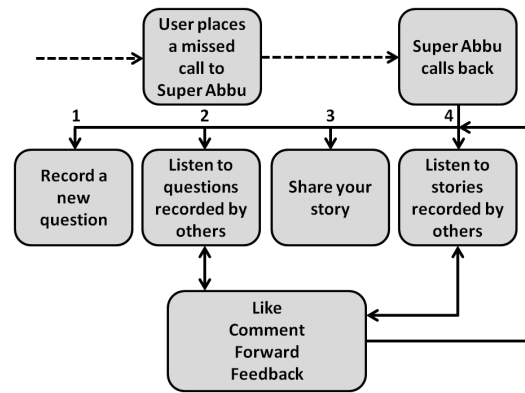 User places
a missed
call to
Super Abbu
Super Abbu
calls back
1
2
3
4
Record a
new
question
Listen to
questions
recorded by
others
Share your
story
Listen to
stories
recorded by
others
Like
Comment
Forward
Feedback